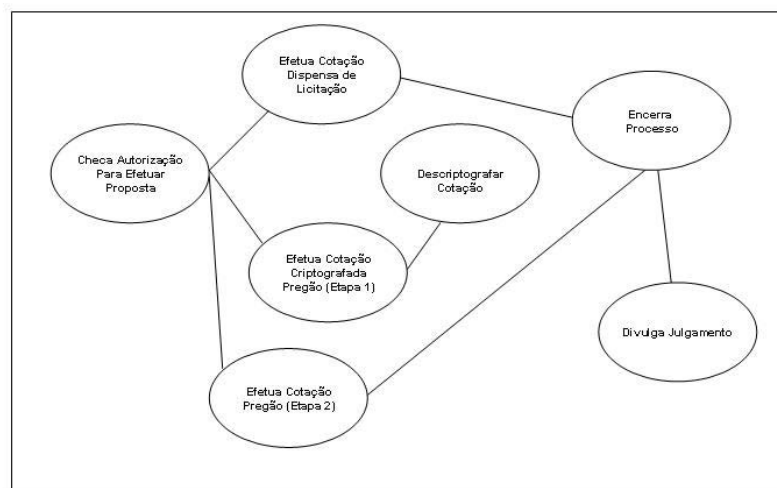 Efetua Cotação
Dispensa de
Licitação
Encerra
Processo
Checa Autorização
Para Efetuar
Proposta
Descriptografar
Cotação
Efetua Cotação
Criptografada
Pregão (Etapa 1)
Divulga Julgamento
Efetua Cotação
Pregão (Etapa 2)